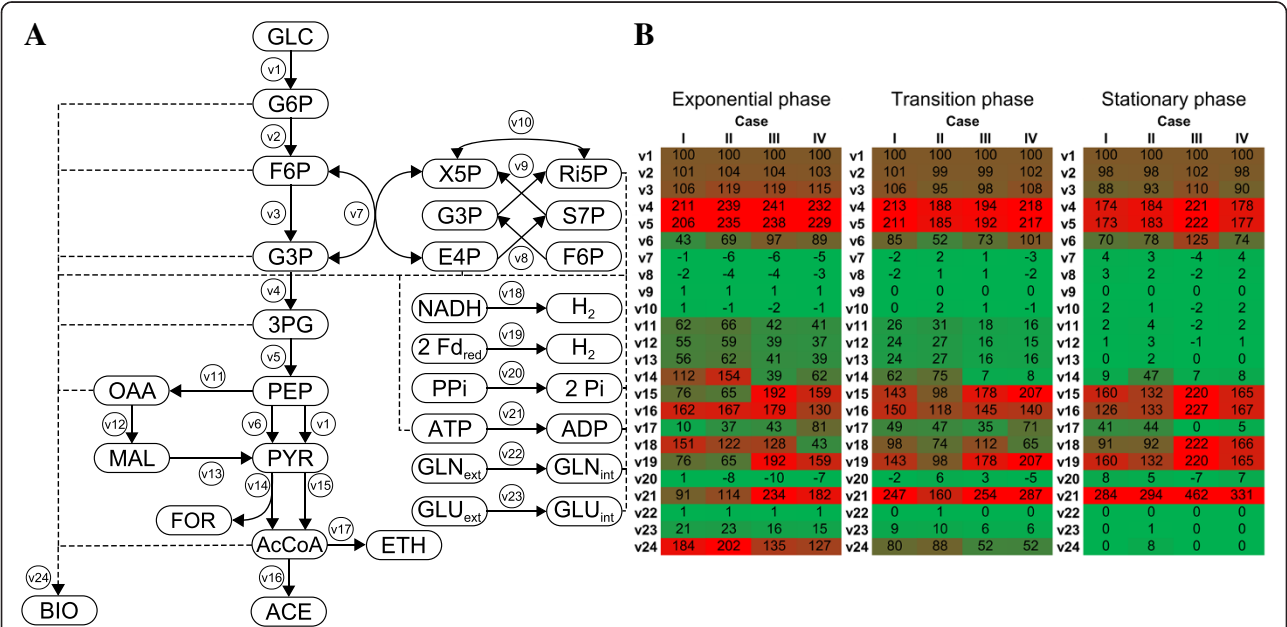 A
GLC
v1
G6P
v2
F6P
v3
G3P
v4
3PG
v5
PEP
v11
OAA
v12
MAL
v13
v6
v1
PYR
v14
v15
FOR
AcCoA
v17
ETH
v16
ACE
v24
BIO
v7
v10
X5P
v9
Ri5P
G3P
S7P
E4P
v8
F6P
NADH
v18
H2
2 Fdred
v19
H2
PPi
v20
2 Pi
ATP
v21
ADP
GLNext
v22
GLNint
GLUext
v23
GLUint
B
Exponential phase Transition phase Stationary phase
Case Case Case
I II III IV I II III IV I II III IV
v1 100 100 100 100 v1 100 100 100 100 v1 100 100 100 100
v2 101 104 104 103 v2 101 99 99 102 v2 98 98 102 98
v3 106 119 119 115 v3 106 95 98 108 v3 88 93 110 90
v4 211 239 241 232 v4 213 188 194 218 v4 174 184 221 178
v5 206 235 238 229 v5 211 185 192 217 v5 173 183 222 177
v6 43 69 97 89 v6 85 52 73 101 v6 70 78 125 74
v7 -1 -6 -6 -5 v7 -2 2 1 -3 v7 4 3 -4 4
v8 -2 -4 -4 -3 v8 -2 1 1 -2 v8 3 2 -2 2
v9 1 1 1 1 v9 0 0 0 0 v9 0 0 0 0
v10 1 -1 -2 -1 v10 0 2 1 -1 v10 2 1 -2 2
v11 62 66 42 41 v11 26 31 18 16 v11 2 4 -2 2
v12 55 59 39 37 v12 24 27 16 15 v12 1 3 -1 1
v13 56 62 41 39 v13 24 27 16 16 v13 0 2 0 0
v14 112 154 39 62 v14 62 75 7 8 v14 9 47 7 8
v15 76 65 192 159 v15 143 98 178 207 v15 160 132 220 165
v16 162 167 179 130 v16 150 118 145 140 v16 126 133 227 167
v17 10 37 43 81 v17 49 47 35 71 v17 41 44 0 5
v18 151 122 128 43 v18 98 74 112 65 v18 91 92 222 166
v19 76 65 192 159 v19 143 98 178 207 v19 160 132 220 165
v20 1 -8 -10 -7 v20 -2 6 3 -5 v20 8 5 -7 7
v21 91 114 234 182 v21 247 160 254 287 v21 284 294 462 331
v22 1 1 1 1 v22 0 1 0 0 v22 0 0 0 0
v23 21 23 16 15 v23 9 10 6 6 v23 0 1 0 0
v24 184 202 135 127 v24 80 88 52 52 v24 0 8 0 0